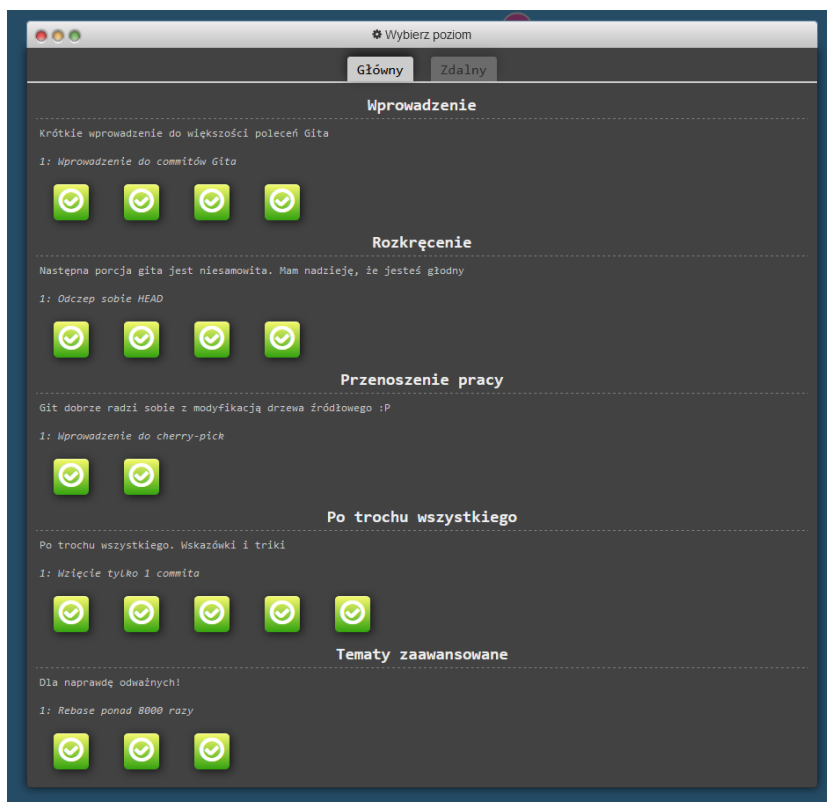 Wybierz poziom
Główny Zdalny
Wprowadzenie
Krótkie wprowadzenie do większości poleceń Gita
1: Wprowadzenie do commitów Gita
Rozkręcenie
Następna porcja gita jest niesamowita. Mam nadzieję, że jesteś głodny
1: Odczep sobie HEAD
Przenoszenie pracy
Git dobrze radzi sobie z modyfikacją drzewa źródłowego :P
1: Wprowadzenie do cherry-pick
Po trochu wszystkiego
Po trochu wszystkiego. Wskazówki i triki
1: Wzięcie tylko 1 commita
Tematy zaawansowane
Dla naprawdę odważnych!
1: Rebase ponad 8000 razy